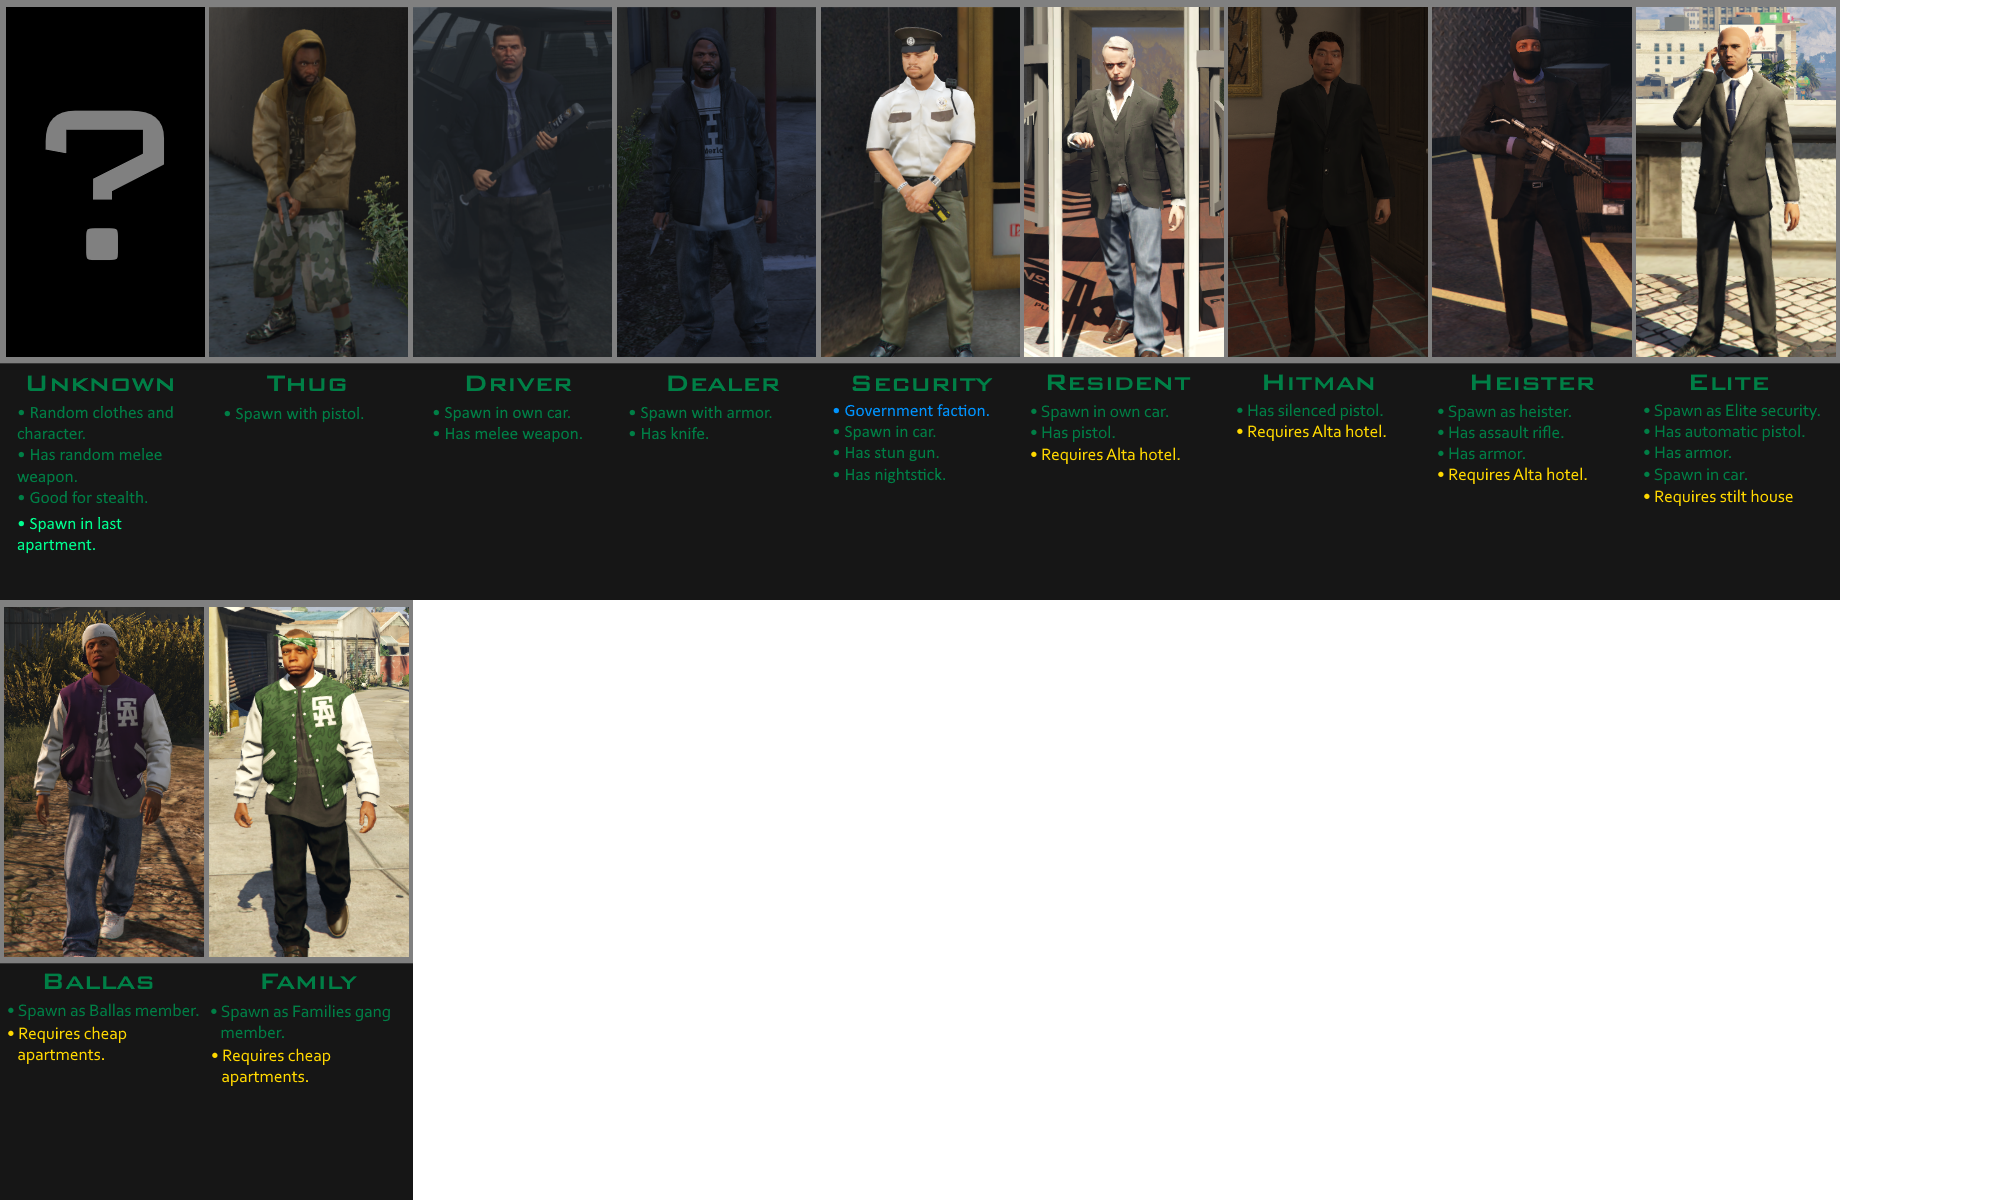 ?
UNKNOWN
• Random clothes and
character.
• Has random melee
weapon.
• Good for stealth.
• Spawn in last
apartment.
THUG
• Spawn with pistol.
DRIVER
• Spawn in own car.
• Has melee weapon.
DEALER
• Spawn with armor.
• Has knife.
SECURITY
• Government faction.
• Spawn in car.
• Has stun gun.
• Has nightstick.
RESIDENT
• Spawn in own car.
• Has pistol.
• Requires Alta hotel.
HITMAN
• Has silenced pistol.
• Requires Alta hotel.
HEISTER
• Spawn as heister.
• Has assault rifle.
• Has armor.
• Requires Alta hotel.
ELITE
• Spawn as Elite security.
• Has automatic pistol.
• Has armor.
• Spawn in car.
• Requires stilt house
BALLAS
• Spawn as Ballas member.
• Requires cheap
apartments.
FAMILY
• Spawn as Families gang
member.
• Requires cheap
apartments.